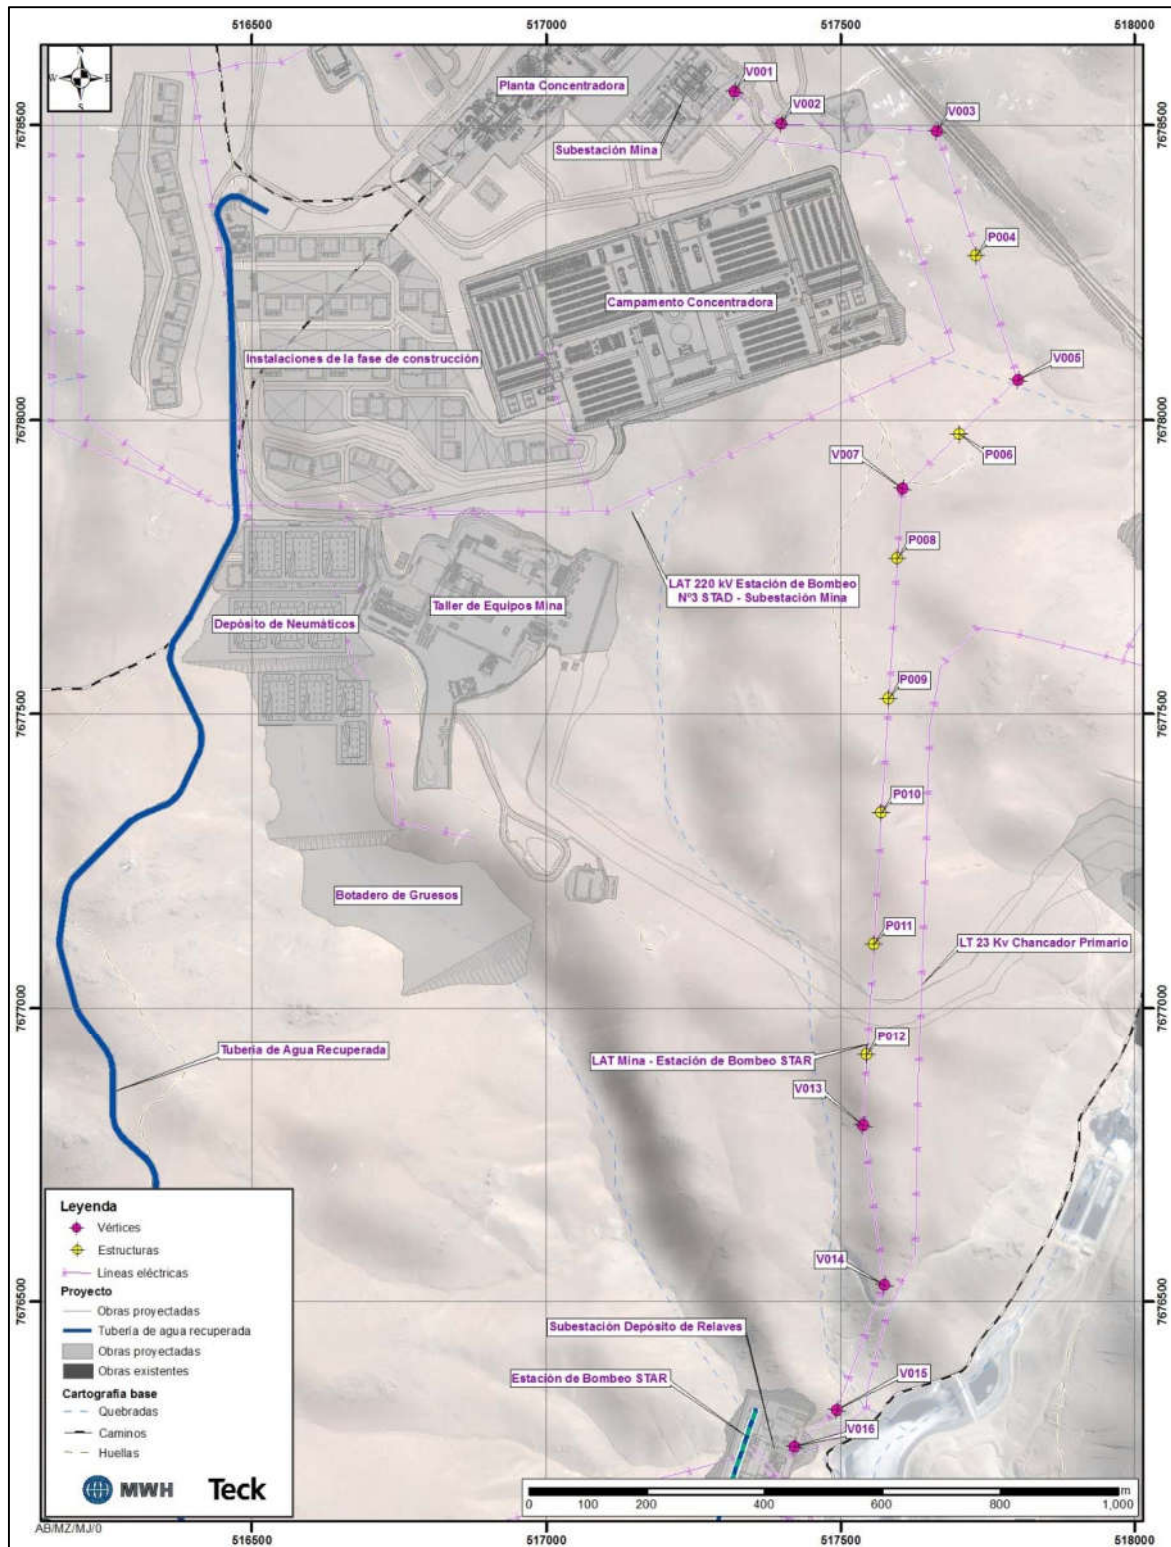 516500
517000
517500
518000
N
W
E
S
Planta Concentradora
V001
V002
V003
7678500
7678500
Subestación Mina
P004
Campamento Concentradora
Instalaciones de la fase de construcción
V005
7678000
7678000
P006
V007
P008
LAT 220 kV Estación de Bombeo
Nº3 STAD - Subestación Mina
Taller de Equipos Mina
Depósito de Neumáticos
P009
7677500
7677500
P010
Botadero de Gruesos
P011
LT 23 Kv Chancador Primario
7677000
7677000
P012
Tubería de Agua Recuperada
LAT Mina - Estación de Bombeo STAR
V013
V014
7676500
7676500
Subestación Depósito de Relaves
Estación de Bombeo STAR
V015
V016
Leyenda
Vértices
Estructuras
Líneas eléctricas
Proyecto
Obras proyectadas
Tubería de agua recuperada
Obras proyectadas
Obras existentes
Cartografía base
Quebradas
Caminos
Huellas
MWH
Teck
m
0 100 200 400 600 800 1,000
AB/MZ/MJ/0
516500
517000
517500
518000